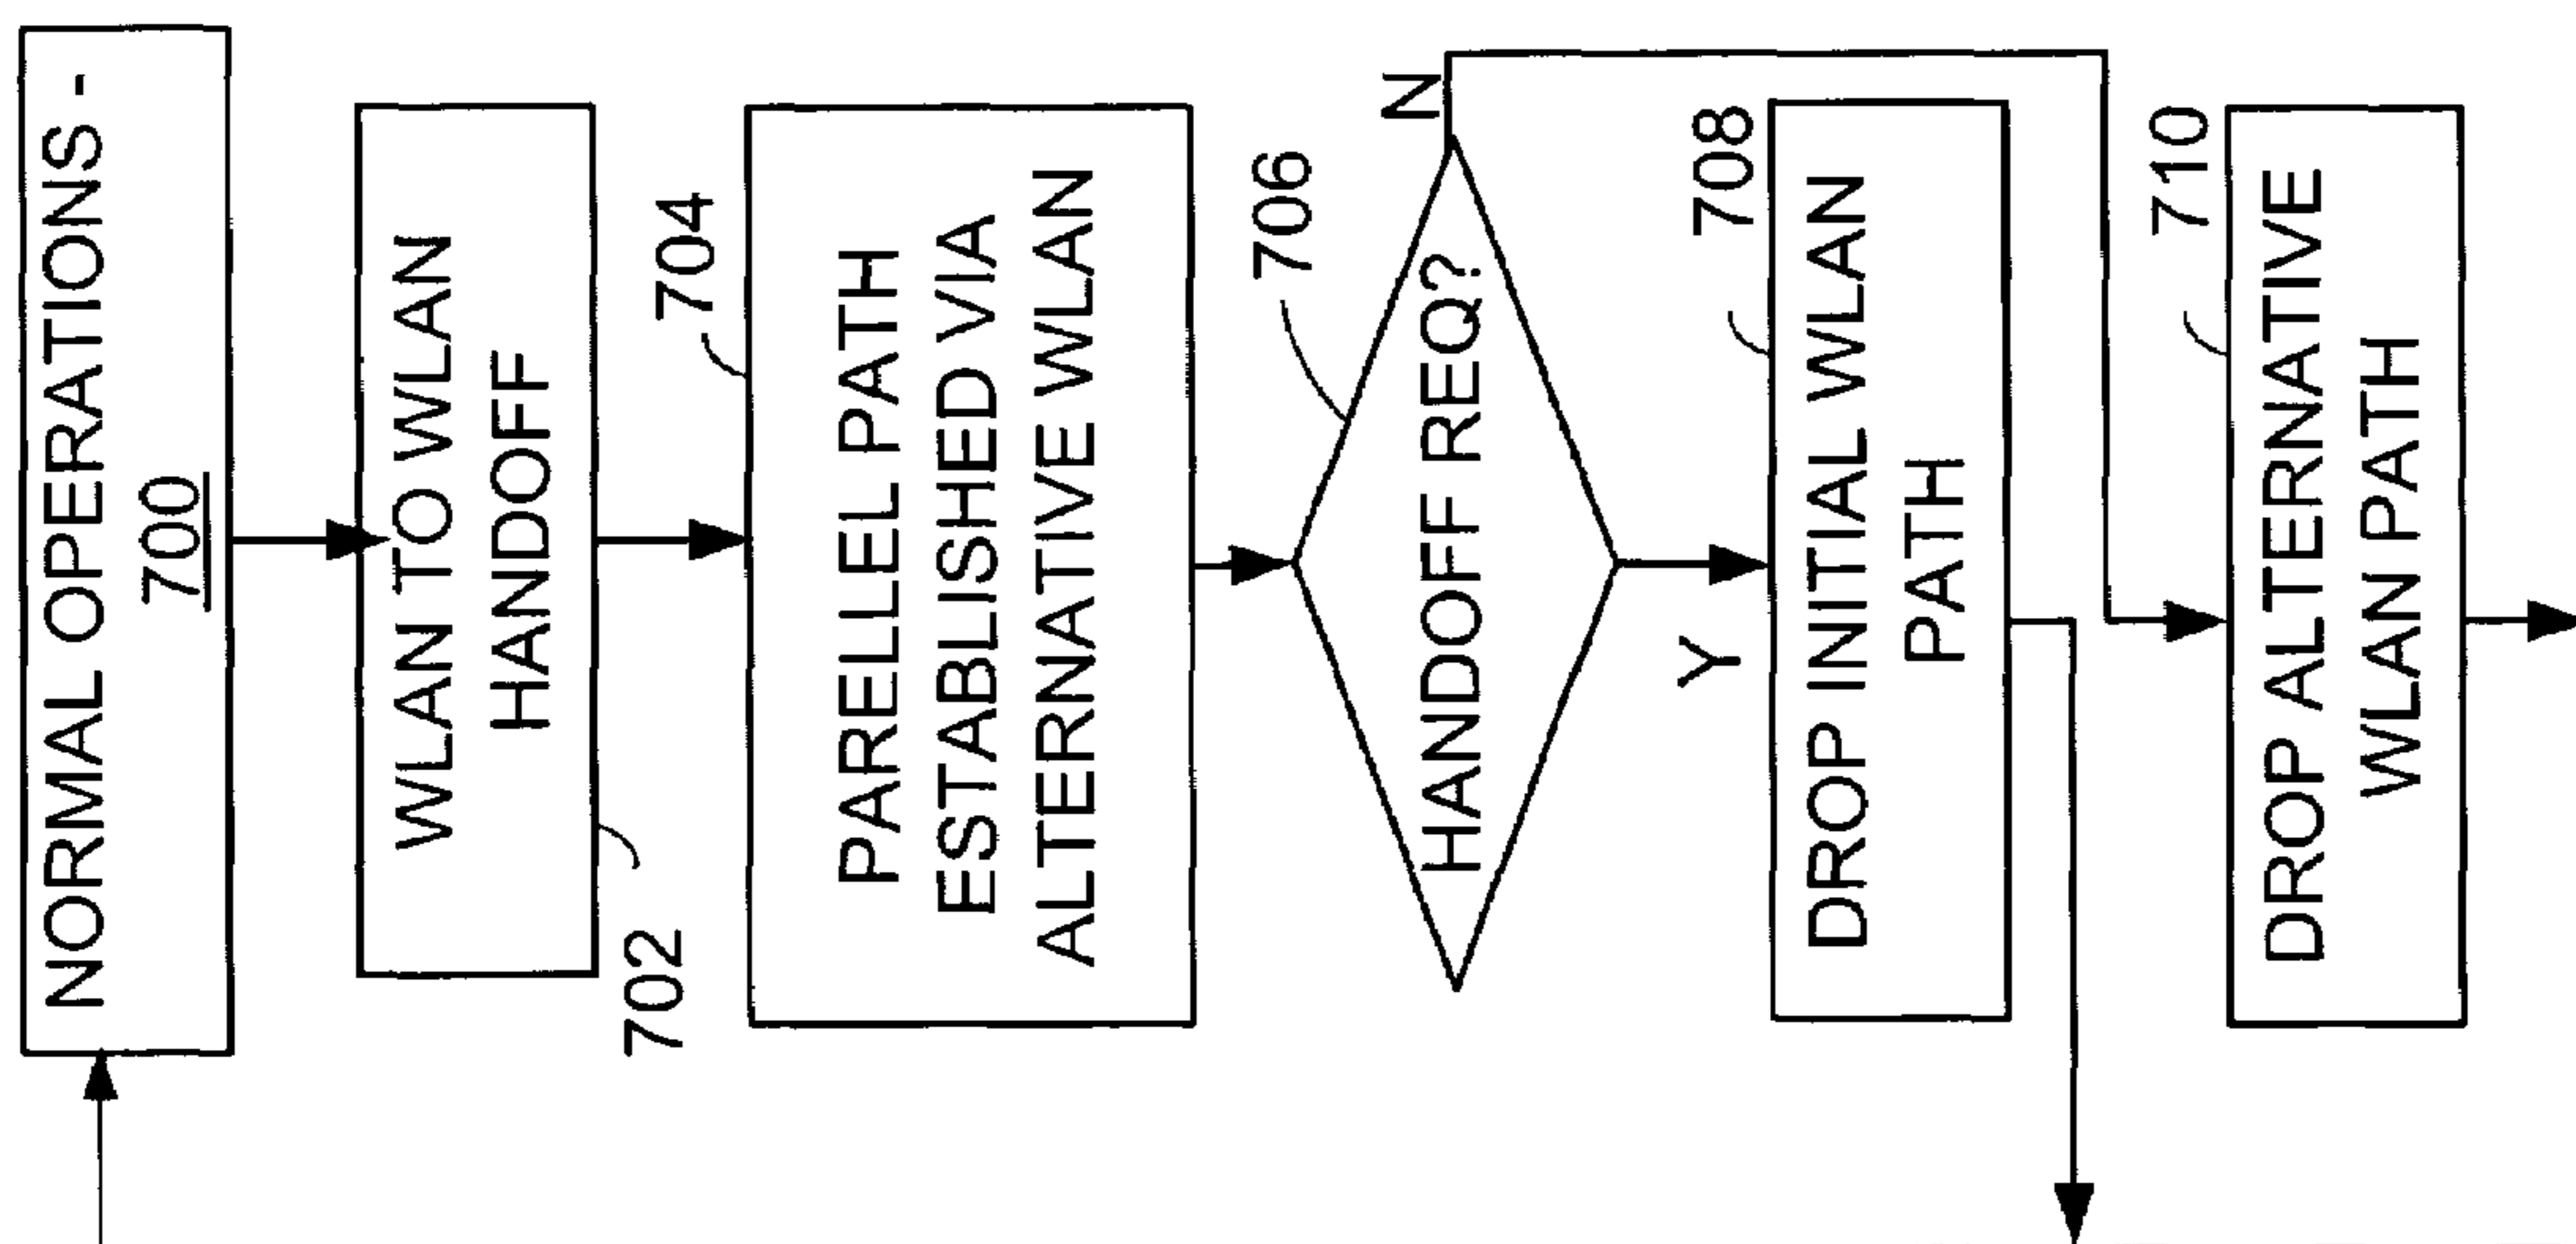 NORMAL OPERATIONS -
700
WLAN TO WLAN
HANDOFF
702
704
PARELLEL PATH
ESTABLISHED VIA
ALTERNATIVE WLAN
706
HANDOFF REQ?
N
Y
708
DROP INITIAL WLAN
PATH
710
DROP ALTERNATIVE
WLAN PATH